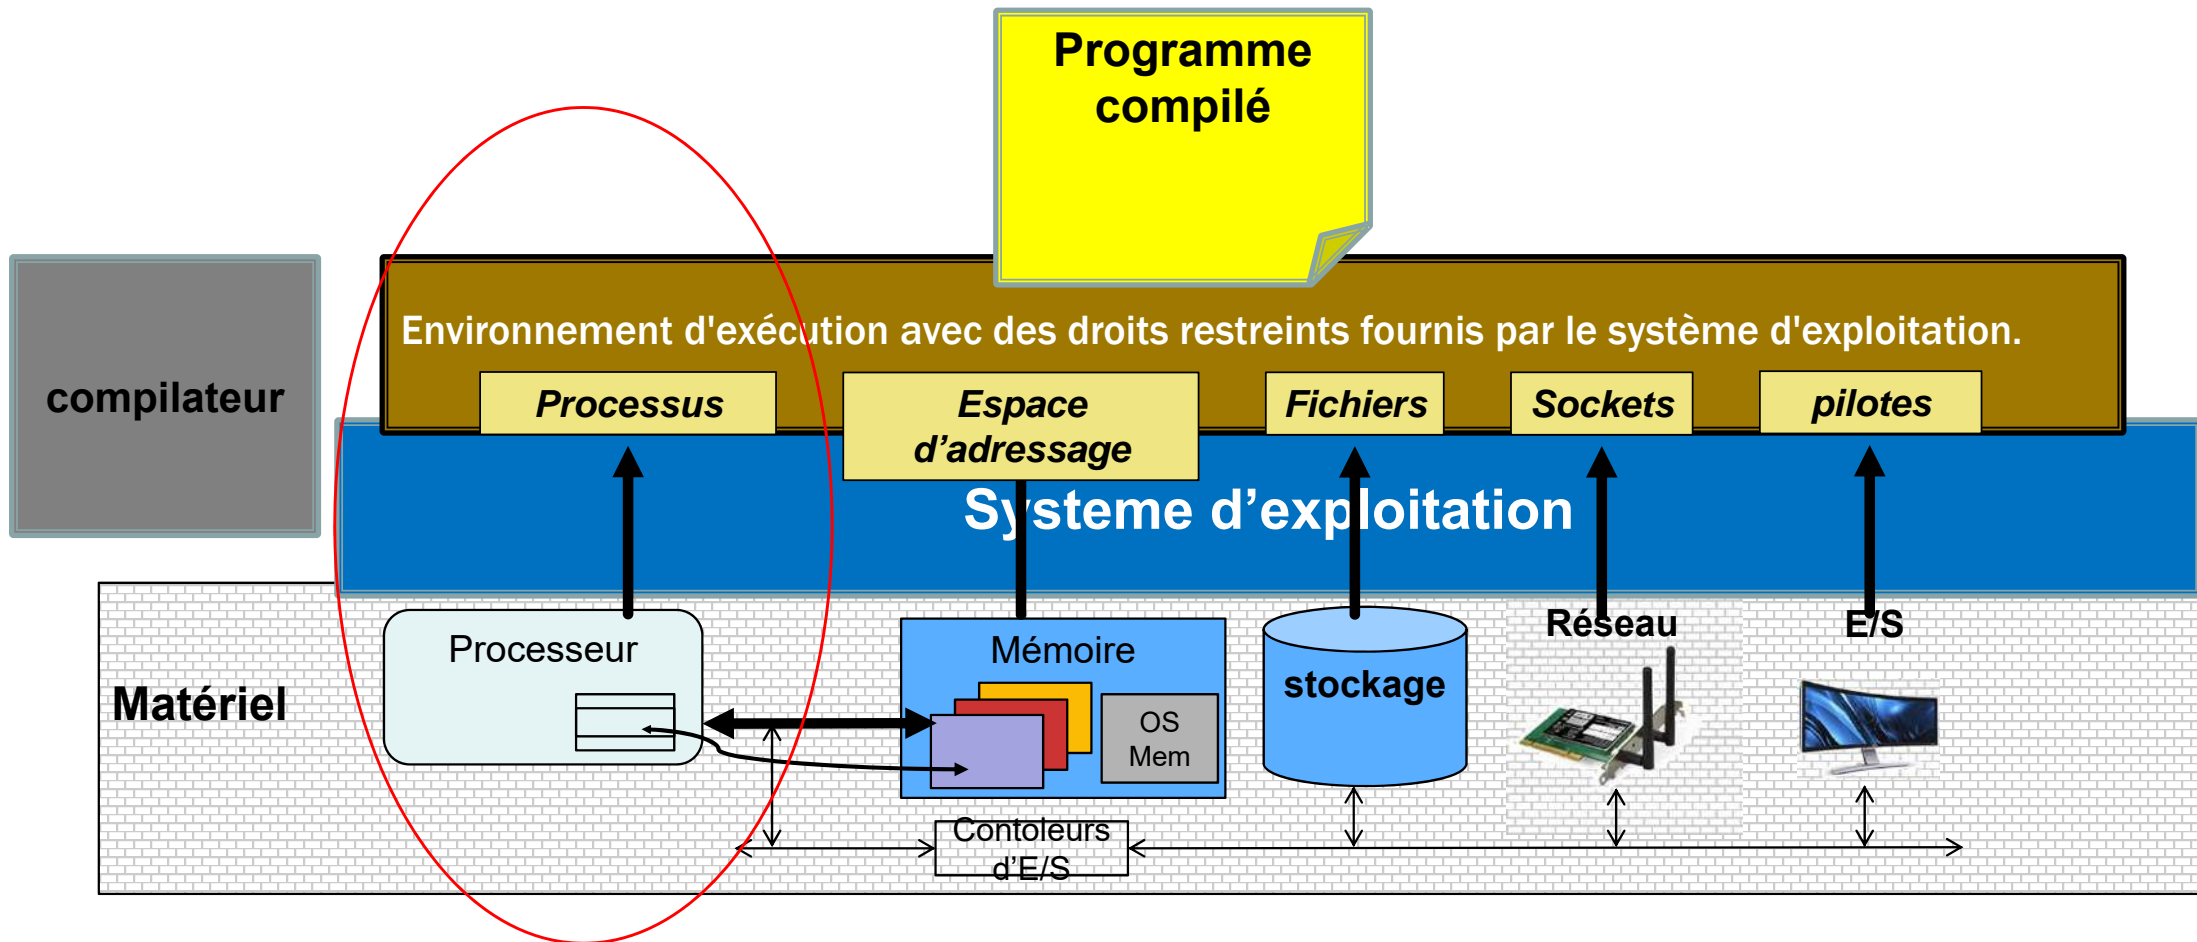 Programme
compilé
Environnement d'exécution avec des droits restreints fournis par le système d'exploitation.
compilateur
Processus
Espace
d’adressage
Fichiers
Sockets
pilotes
Systeme d’exploitation
Matériel
Processeur
Mémoire
OS
Mem
stockage
Réseau
E/S
Contoleurs
d’E/S